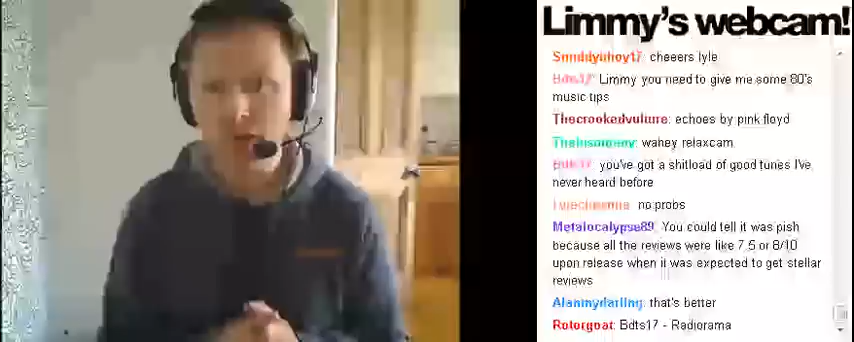 Limmy's webcam!
cheeers lyle
Bdts17: Limmy you need to give me some 80's
music tips
Thecrookedvulture: echoes by pink floyd
wahey relaxcam
Bdts17: you've got a shitload of good tunes I've
never heard before
no probs
Metalocalypse89: You could tell it was pish
because all the reviews were like 7.5 or 8/10
upon release when it was expected to get stellar
reviews
Alanmydarling: that's better
Rotorgoat: Bdts17 - Radiorama